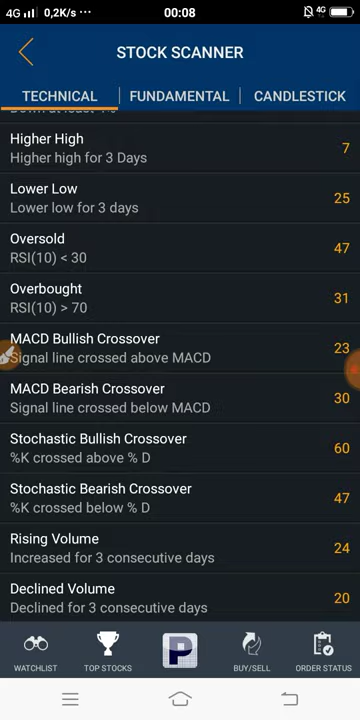 4G 0,2K/s ... 00:08 4G
STOCK SCANNER
TECHNICAL FUNDAMENTAL CANDLESTICK
Higher High
Higher high for 3 Days 7
Lower Low
Lower low for 3 days 25
Oversold
RSI(10) < 30 47
Overbought
RSI(10) > 70 31
MACD Bullish Crossover
Signal line crossed above MACD 23
MACD Bearish Crossover
Signal line crossed below MACD 30
Stochastic Bullish Crossover
%K crossed above % D 60
Stochastic Bearish Crossover
%K crossed below % D 47
Rising Volume
Increased for 3 consecutive days 24
Declined Volume
Declined for 3 consecutive days 20
P
WATCHLIST TOP STOCKS BUY/SELL ORDER STATUS